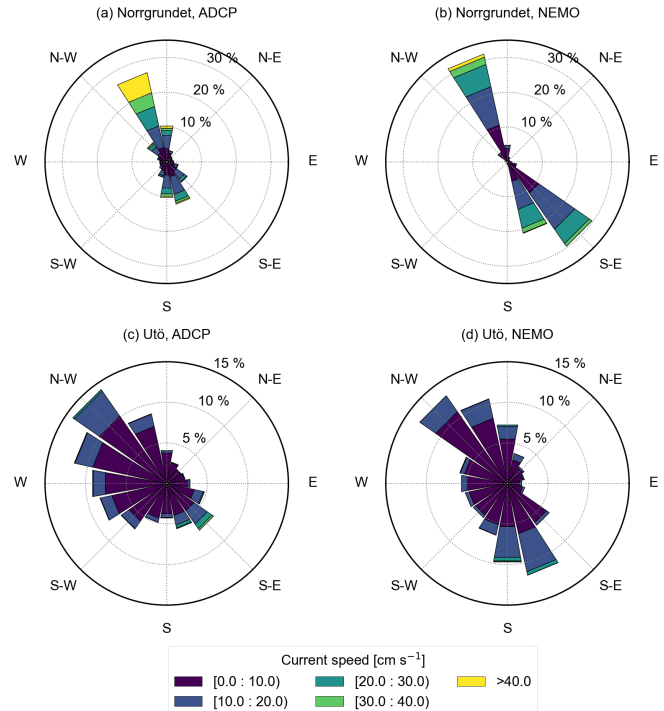 (a) Norrgrundet, ADCP
(b) Norrgrundet, NEMO
N-W N-E N-W N-E
30 % 30 %
20 % 20 %
10 % 10 %
W E W E
S-W S-E S-W S-E
S S
(c) Utö, ADCP
(d) Utö, NEMO
N-W N-E N-W N-E
15 % 15 %
10 % 10 %
5 % 5 %
W E W E
S-W S-E S-W S-E
S S
Current speed [cm s⁻¹]
[0.0 : 10.0) [20.0 : 30.0) >40.0
[10.0 : 20.0) [30.0 : 40.0)